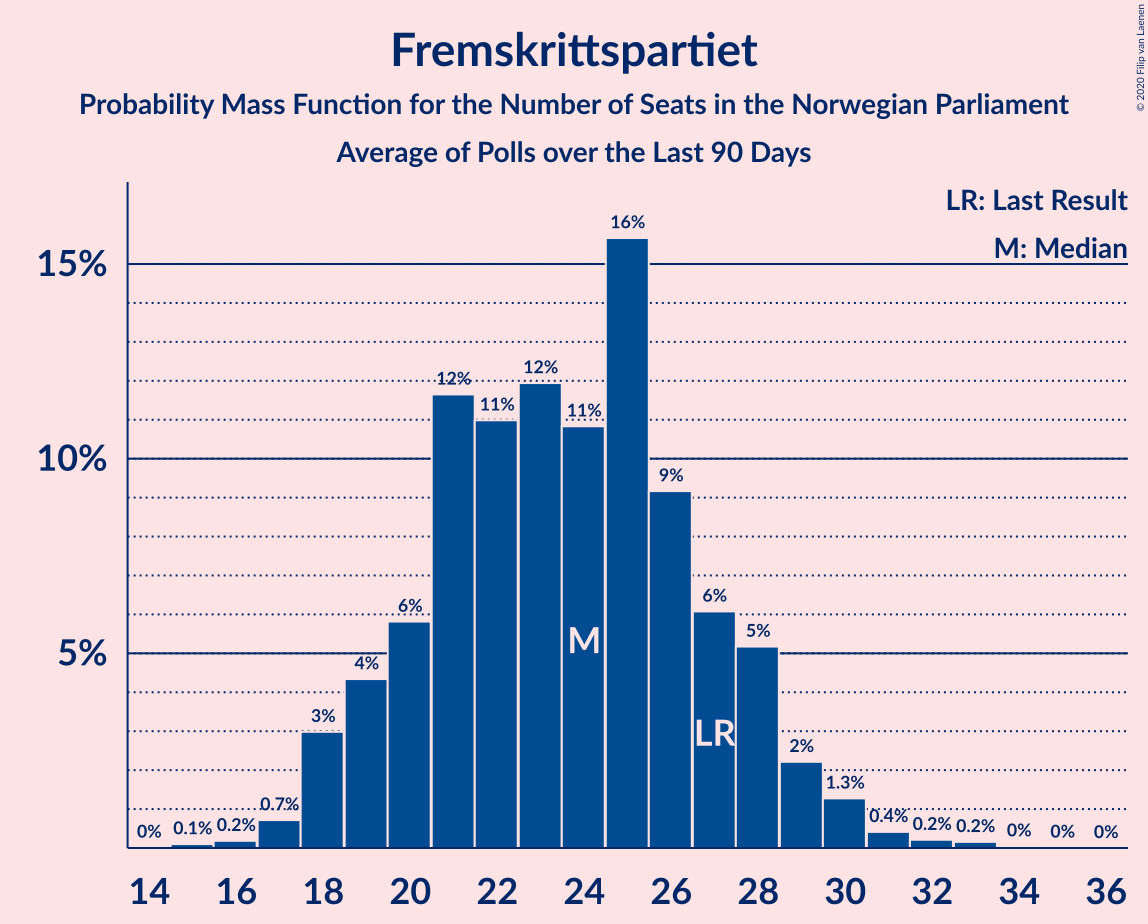 Fremskrittspartiet
Probability Mass Function for the Number of Seats in the Norwegian Parliament
Average of Polls over the Last 90 Days
© 2020 Filip van Laenen
LR: Last Result
M: Median
15%
10%
5%
0% 0.1% 0.2% 0.7% 3% 4% 6% 12% 11% 12% 11% 16% 9% 6% 5% 2% 1.3% 0.4% 0.2% 0.2% 0% 0% 0%
M
LR
14 16 18 20 22 24 26 28 30 32 34 36